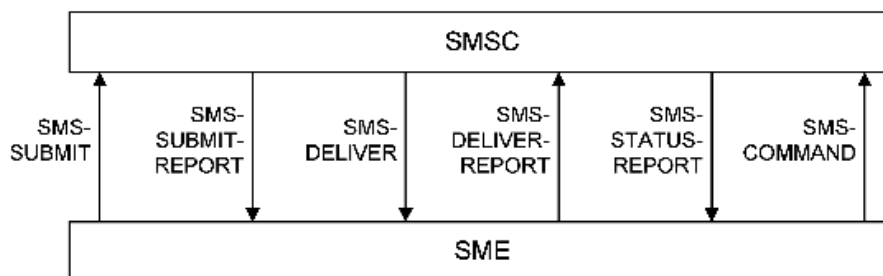 SMSC
SMS-
SUBMIT
SMS-
SUBMIT-
REPORT
SMS-
DELIVER
SMS-
DELIVER-
REPORT
SMS-
STATUS-
REPORT
SMS-
COMMAND
SME